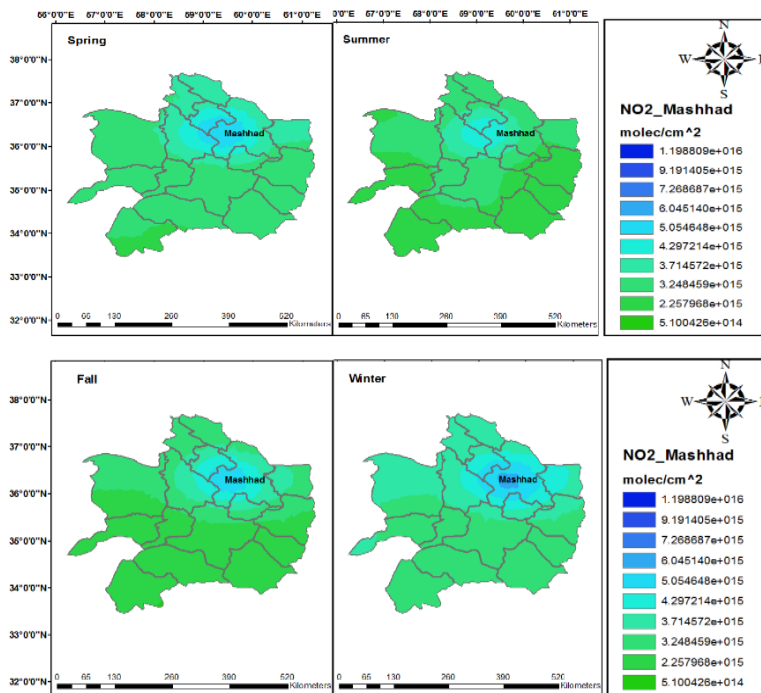 56°0'0"E 57°0'0"E 58°0'0"E 59°0'0"E 60°0'0"E 61°0'0"E
Spring
38°0'0"N
37°0'0"N
36°0'0"N
35°0'0"N
34°0'0"N
33°0'0"N
32°0'0"N
Mashhad
0 65 130 260 390 520
Kilometers
58°0'0"E 59°0'0"E 60°0'0"E 61°0'0"E
Summer
Mashhad
0 65 130 260 390 520
Kilometers
N
W
S
NO2_Mashhad
molec/cm^2
1.198809e+016
9.191405e+015
7.268687e+015
6.045140e+015
5.054648e+015
4.297214e+015
3.714572e+015
3.248459e+015
2.257968e+015
5.100426e+014
Fall
38°0'0"N
37°0'0"N
36°0'0"N
35°0'0"N
34°0'0"N
33°0'0"N
32°0'0"N
Mashhad
0 65 130 260 390 520
Kilometers
Winter
Mashhad
0 65 130 260 390 520
Kilometers
N
W
S
NO2_Mashhad
molec/cm^2
1.198809e+016
9.191405e+015
7.268687e+015
6.045140e+015
5.054648e+015
4.297214e+015
3.714572e+015
3.248459e+015
2.257968e+015
5.100426e+014